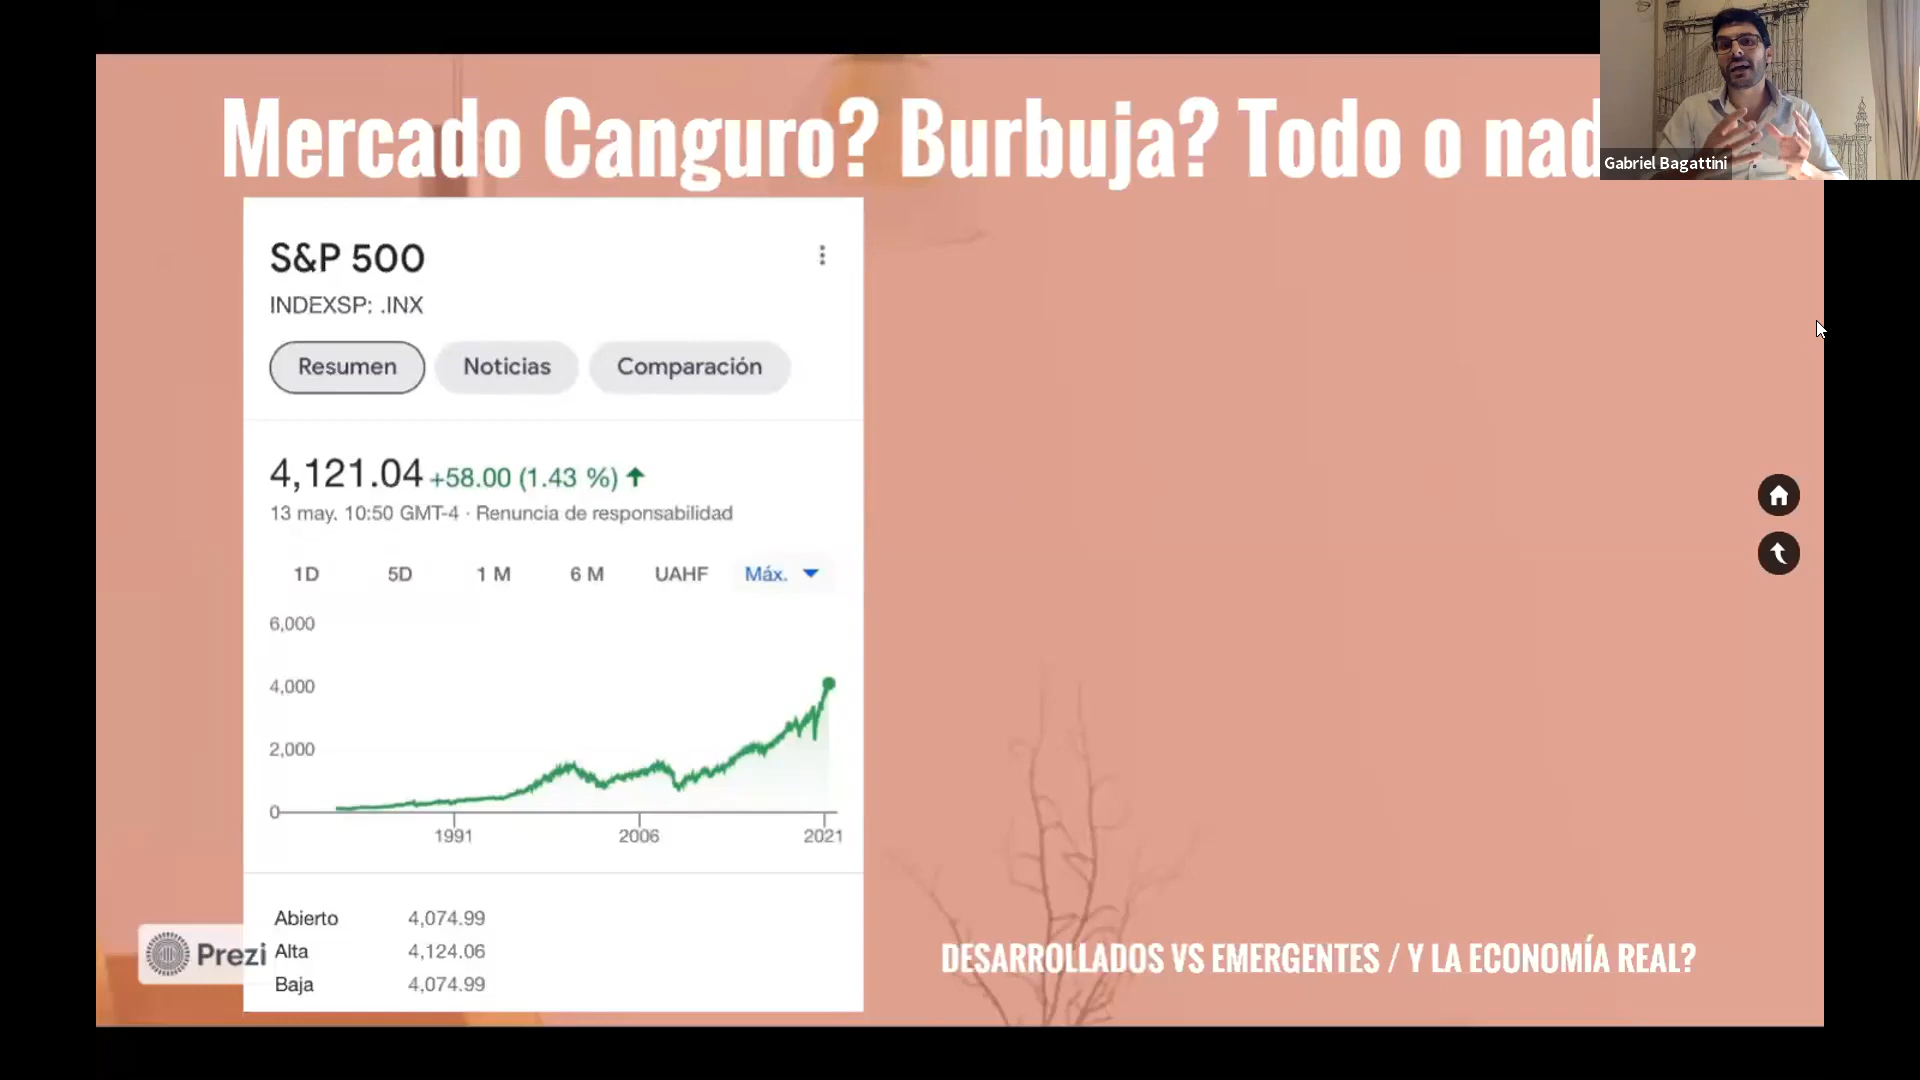 Mercado Canguro? Burbuja? Todo o nad
Gabriel Bagattini
S&P 500
INDEXSP: .INX
Resumen Noticias Comparación
4,121.04 +58.00 (1.43 %)
13 may. 10:50 GMT-4 · Renuncia de responsabilidad
1D 5D 1 M 6 M UAHF Máx.
6,000
4,000
2,000
0
1991 2006 2021
Abierto 4,074.99
Alta 4,124.06
Baja 4,074.99
Prezi
DESARROLLADOS VS EMERGENTES / Y LA ECONOMÍA REAL?